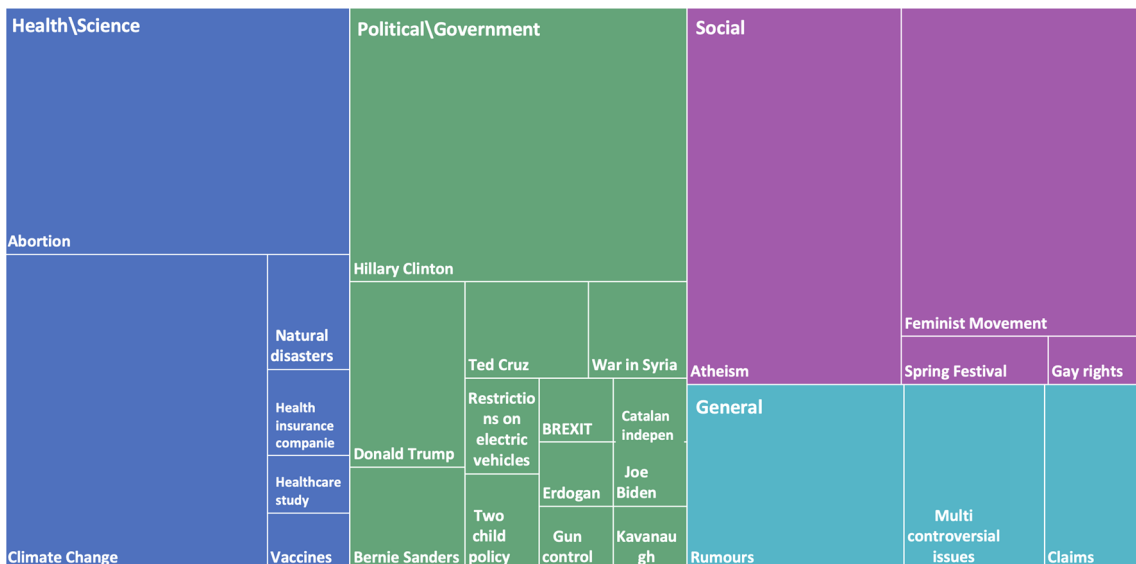 Health\Science
Abortion
Climate Change
Natural
disasters
Health
insurance
companie
Healthcare
study
Vaccines
Political\Government
Hillary Clinton
Donald Trump
Bernie Sanders
Ted Cruz
War in Syria
Restrictio
ns on
electric
vehicles
Two
child
policy
BREXIT
Erdogan
Gun
control
Catalan
indepen
Joe
Biden
Kavanau
gh
Social
Atheism
Feminist Movement
Spring Festival
Gay rights
General
Rumours
Multi
controversial
issues
Claims